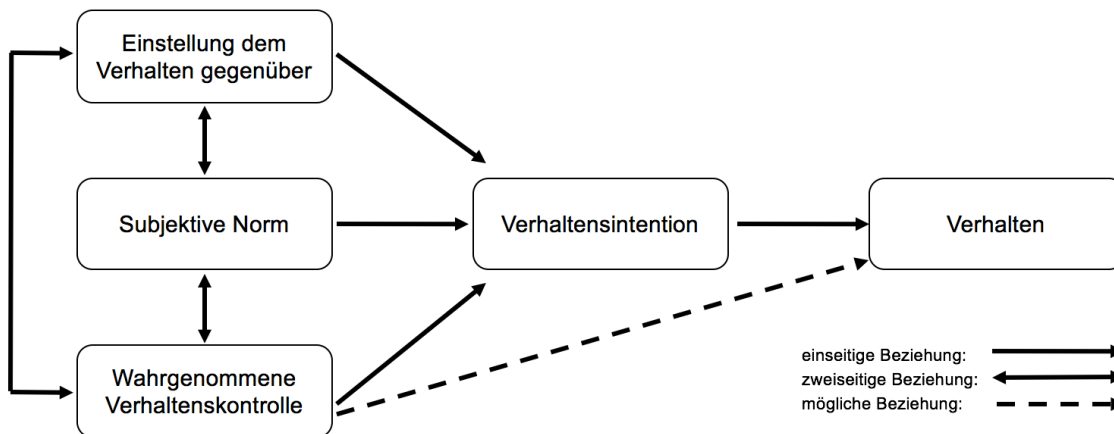 Einstellung dem
Verhalten gegenüber
Subjektive Norm
Verhaltensintention
Verhalten
Wahrgenommene
Verhaltenskontrolle
einseitige Beziehung:
zweiseitige Beziehung:
mögliche Beziehung: